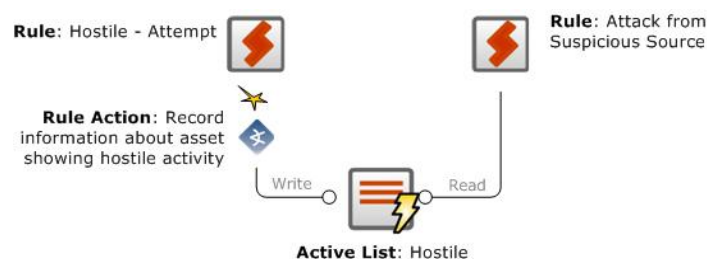 Rule: Hostile - Attempt
Rule: Attack from
Suspicious Source
Rule Action: Record
information about asset
showing hostile activity
Write
Read
Active List: Hostile